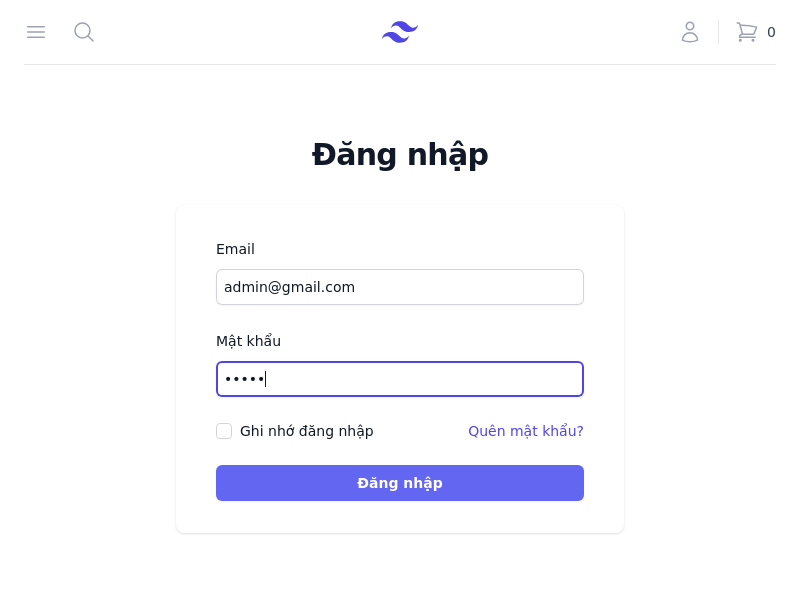 0
Đăng nhập
Email
admin@gmail.com
Mật khẩu
•••••
Ghi nhớ đăng nhập
Quên mật khẩu?
Đăng nhập